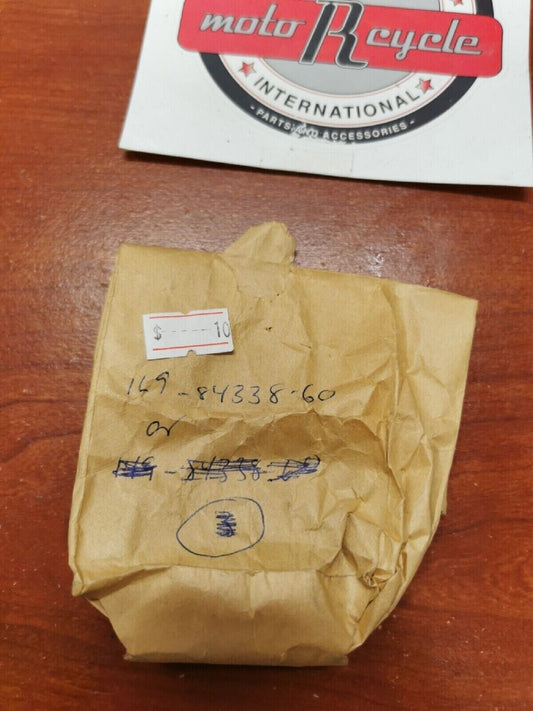 moto R cycle
INTERNATIONAL
- PARTS AND ACCESSORIES -
$ ------ 10
169 -84338-60
or